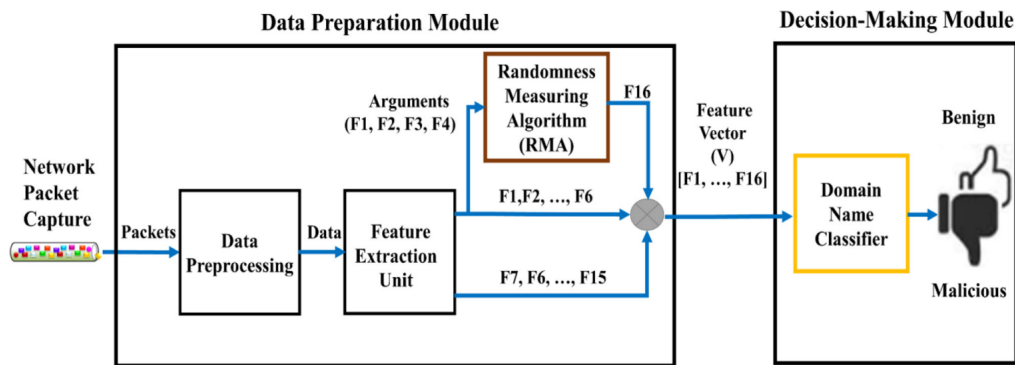 Data Preparation Module
Decision-Making Module
Network
Packet
Capture
Packets
Data
Preprocessing
Data
Feature
Extraction
Unit
Arguments
(F1, F2, F3, F4)
Randomness
Measuring
Algorithm
(RMA)
F16
F1,F2, …, F6
F7, F6, …, F15
Feature
Vector
(V)
[F1, …, F16]
Domain
Name
Classifier
Benign
Malicious